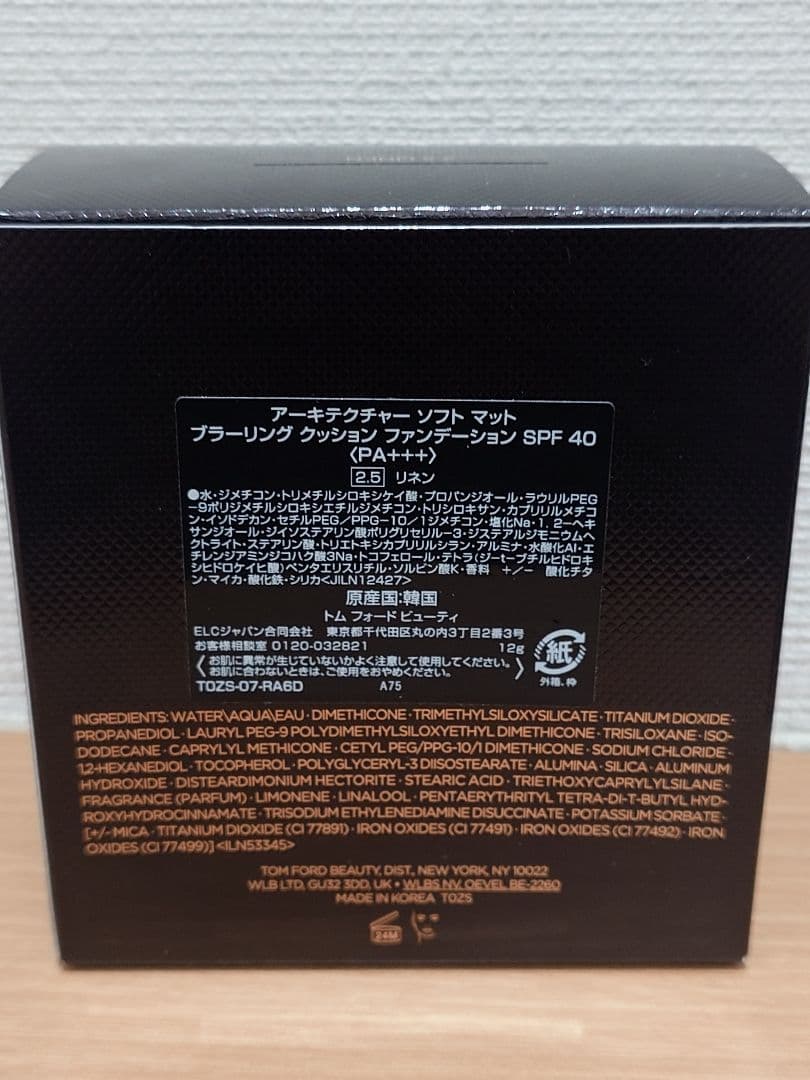 アーキテクチャー ソフト マット
ブラーリング クッション ファンデーション SPF 40
〈PA+++〉
2.5 リネン
●水・ジメチコン・トリメチルシロキシケイ酸・プロパンジオール・ラウリルPEG
-9ポリジメチルシロキシエチルジメチコン・トリシロキサン・カプリリルメチコ
ン・イソドデカン・セチルPEG/PPG-10/1ジメチコン・塩化Na・1，2-ヘキ
サンジオール・ジイソステアリン酸ポリグリセリル-3・ジステアルジモニウムヘ
クトライト・ステアリン酸・トリエトキシカプリリルシラン・アルミナ・水酸化Al・エ
チレンジアミンジコハク酸3Na・トコフェロール・テトラ(ジ-t-ブチルヒドロキ
シヒドロケイヒ酸)ペンタエリスリチル・ソルビン酸K・香料 +/- 酸化チタ
ン・マイカ・酸化鉄・シリカ<JILN12427>
原産国:韓国
トム フォード ビューティ
ELCジャパン合同会社 東京都千代田区丸の内3丁目2番3号
お客様相談室 0120-032821 12g
〈お肌に異常が生じていないかよく注意して使用してください。
お肌に合わないときは、ご使用をおやめください。〉
紙
外箱、枠
T0ZS-07-RA6D A75
INGREDIENTS: WATER\AQUA\EAU · DIMETHICONE · TRIMETHYLSILOXYSILICATE · TITANIUM DIOXIDE ·
PROPANEDIOL · LAURYL PEG-9 POLYDIMETHYLSILOXYETHYL DIMETHICONE · TRISILOXANE · ISO-
DODECANE · CAPRYLYL METHICONE · CETYL PEG/PPG-10/1 DIMETHICONE · SODIUM CHLORIDE ·
1,2-HEXANEDIOL · TOCOPHEROL · POLYGLYCERYL-3 DIISOSTEARATE · ALUMINA · SILICA · ALUMINUM
HYDROXIDE · DISTEARDIMONIUM HECTORITE · STEARIC ACID · TRIETHOXYCAPRYLYLSILANE ·
FRAGRANCE (PARFUM) · LIMONENE · LINALOOL · PENTAERYTHRITYL TETRA-DI-T-BUTYL HYD-
ROXYHYDROCINNAMATE · TRISODIUM ETHYLENEDIAMINE DISUCCINATE · POTASSIUM SORBATE ·
[+/- MICA · TITANIUM DIOXIDE (CI 77891) · IRON OXIDES (CI 77491) · IRON OXIDES (CI 77492) · IRON
OXIDES (CI 77499)] <ILN53345>
TOM FORD BEAUTY, DIST., NEW YORK, NY 10022
WLB LTD, GU32 3DD, UK • WLBS NV, OEVEL BE-2260
MADE IN KOREA T0ZS
24M